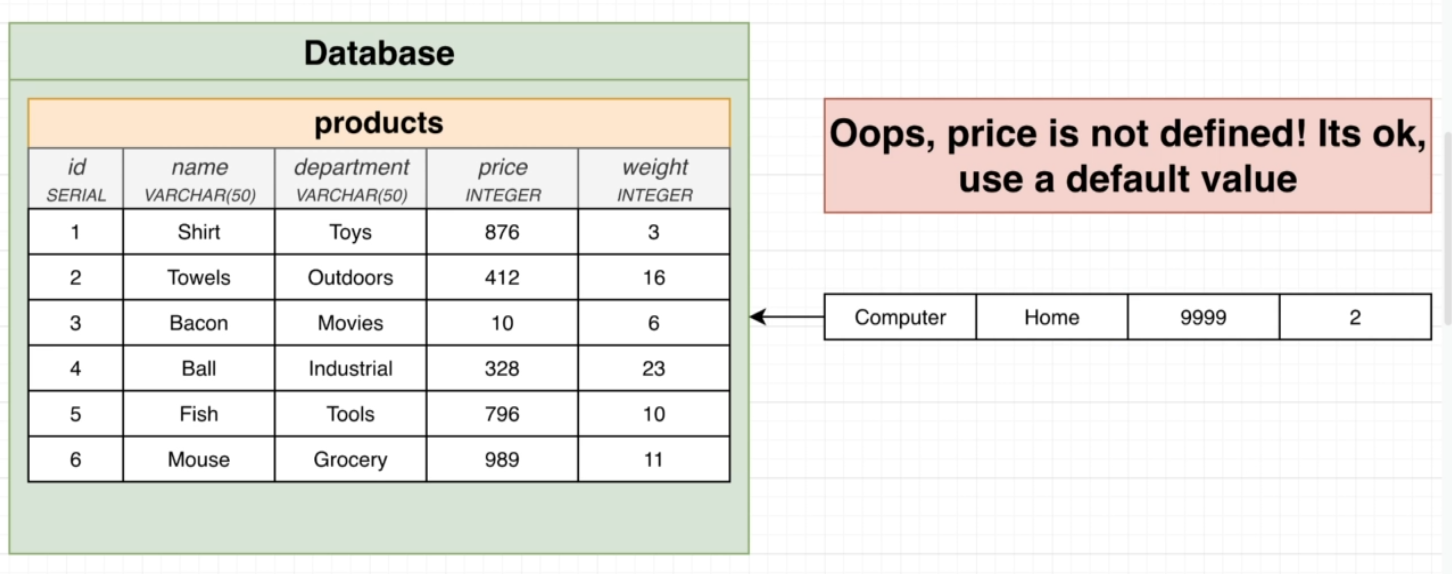 Database
products
id name department price weight
SERIAL VARCHAR(50) VARCHAR(50) INTEGER INTEGER
1 Shirt Toys 876 3
2 Towels Outdoors 412 16
3 Bacon Movies 10 6
4 Ball Industrial 328 23
5 Fish Tools 796 10
6 Mouse Grocery 989 11
Oops, price is not defined! Its ok,
use a default value
Computer Home 9999 2